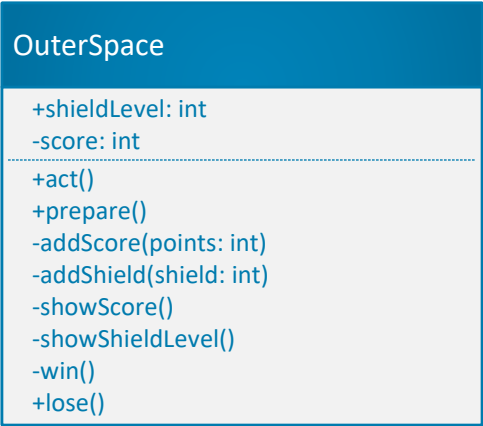 OuterSpace
+shieldLevel: int
-score: int
+act()
+prepare()
-addScore(points: int)
-addShield(shield: int)
-showScore()
-showShieldLevel()
-win()
+lose()